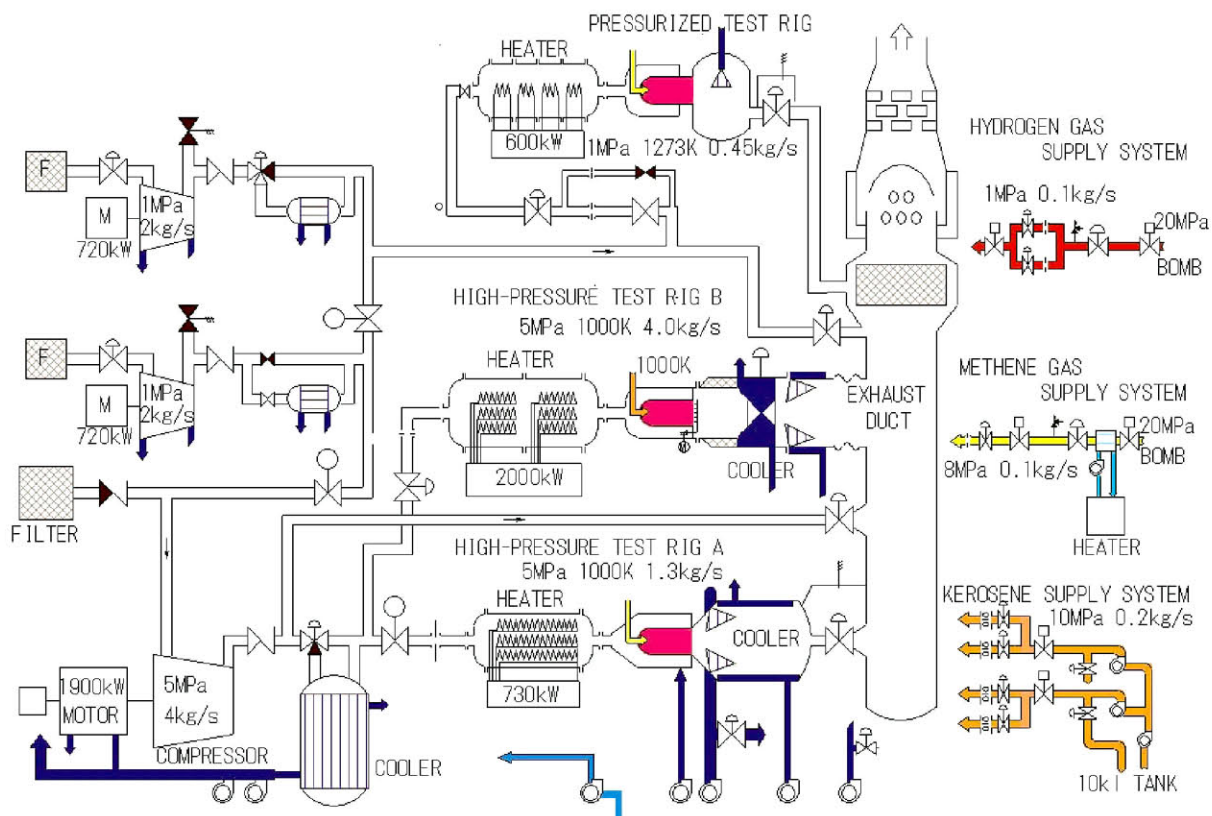 PRESSURIZED TEST RIG
HEATER
600kW
1MPa 1273K 0.45kg/s
HYDROGEN GAS
SUPPLY SYSTEM
1MPa 0.1kg/s
20MPa
BOMB
F
M
720kW
1MPa
2kg/s
F
M
720kW
1MPa
2kg/s
HIGH-PRESSURE TEST RIG B
5MPa 1000K 4.0kg/s
HEATER
1000K
2000kW
COOLER
EXHAUST
DUCT
METHENE GAS
SUPPLY SYSTEM
20MPa
BOMB
8MPa 0.1kg/s
HEATER
FILTER
HIGH-PRESSURE TEST RIG A
5MPa 1000K 1.3kg/s
HEATER
730kW
COOLER
KEROSENE SUPPLY SYSTEM
10MPa 0.2kg/s
10kl TANK
1900kW
MOTOR
5MPa
4kg/s
COMPRESSOR
COOLER